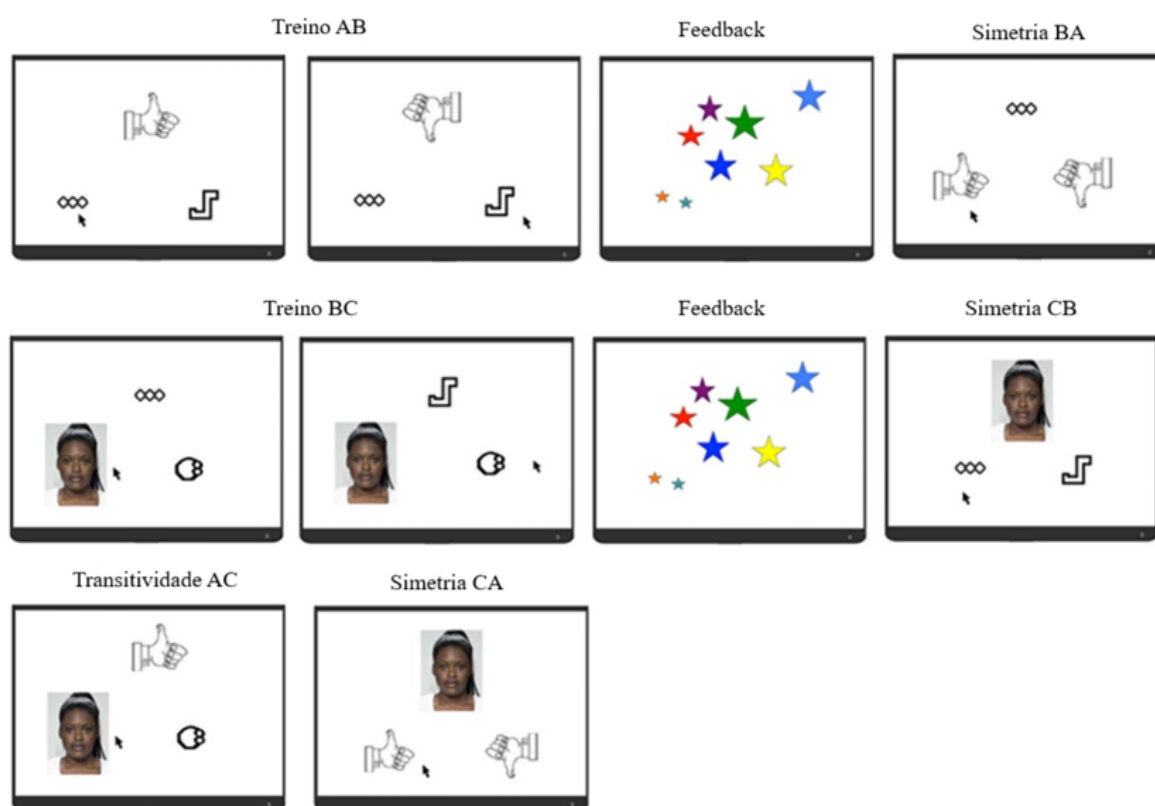 Treino AB
Feedback
Simetria BA
Treino BC
Feedback
Simetria CB
Transitividade AC
Simetria CA